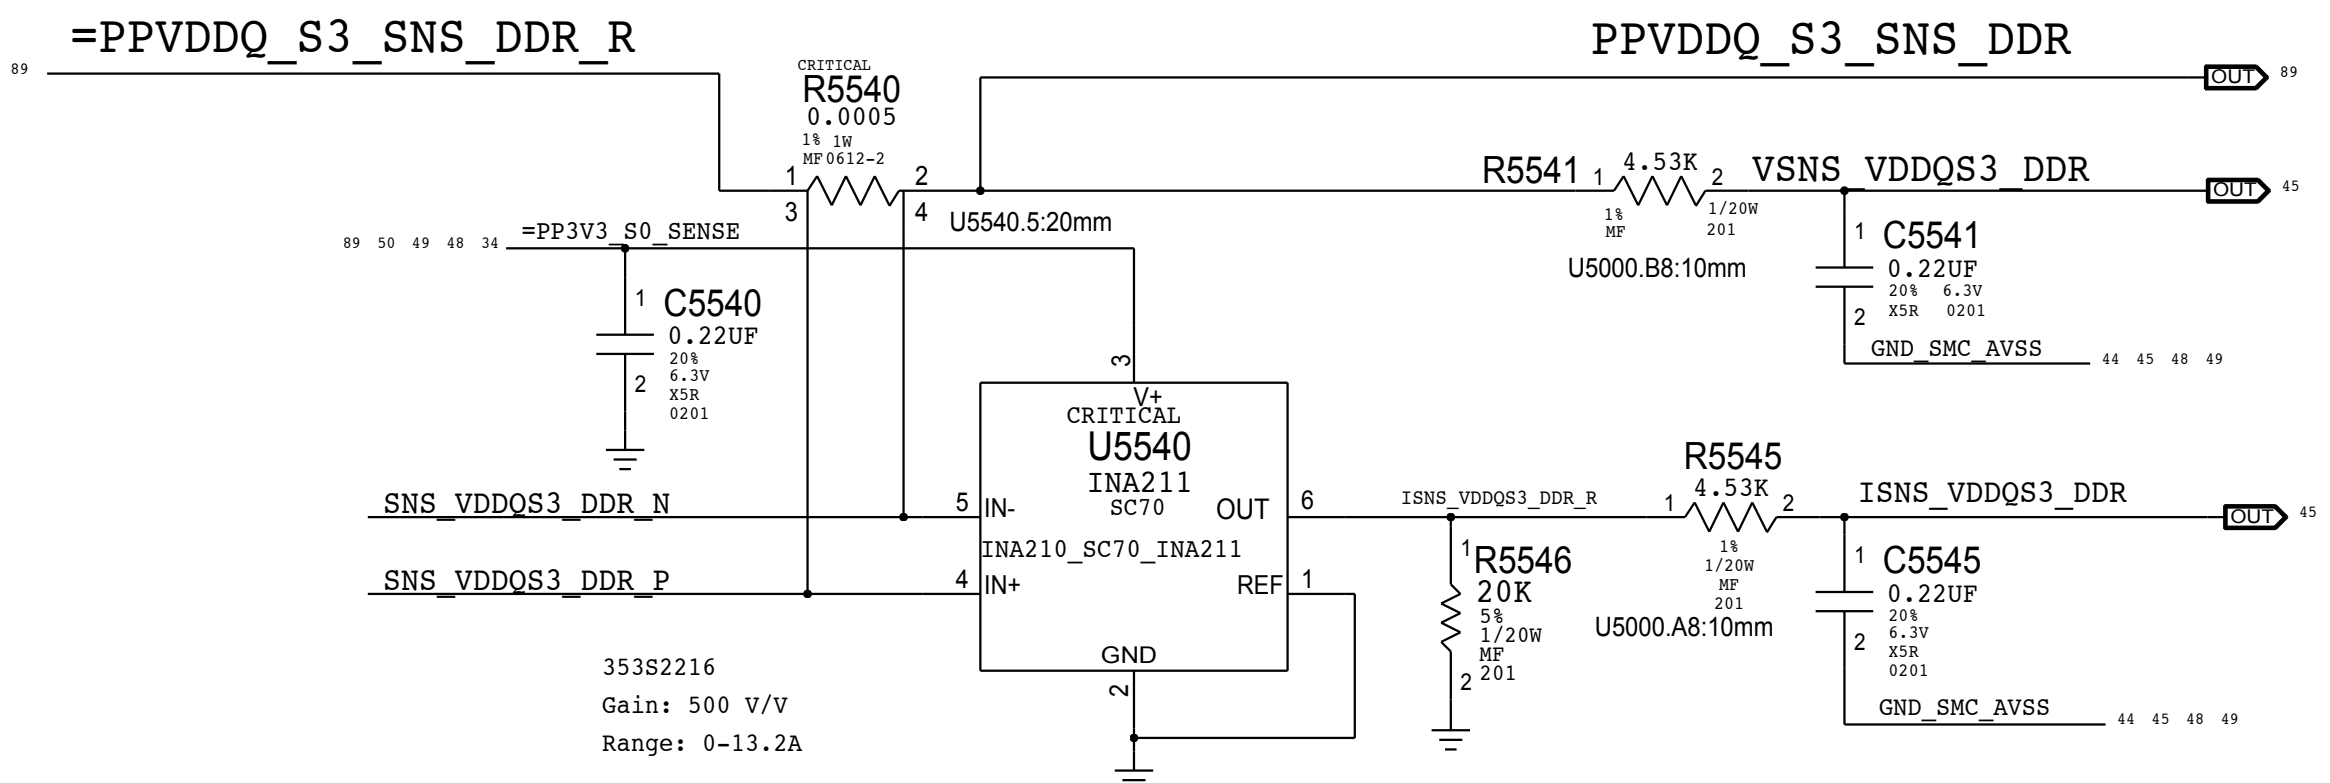 =PPVDDQ_S3_SNS_DDR_R
PPVDDQ_S3_SNS_DDR
89
OUT 89
CRITICAL
R5540
0.0005
1% 1W
MF 0612-2
1 2
3 4
U5540.5:20mm
R5541 1 4.53K 2 VSNS_VDDQS3_DDR
OUT 45
1% 1/20W
MF 201
U5000.B8:10mm
1 C5541
0.22UF
20% 6.3V
2 X5R 0201
GND_SMC_AVSS 44 45 48 49
89 50 49 48 34 =PP3V3_S0_SENSE
1 C5540
0.22UF
20%
6.3V
2 X5R
0201
3
V+
CRITICAL
U5540
INA211
SC70
INA210_SC70_INA211
SNS_VDDQS3_DDR_N 5 IN-
SNS_VDDQS3_DDR_P 4 IN+
OUT 6
REF 1
GND
2
ISNS_VDDQS3_DDR_R
1 R5546
20K
5%
1/20W
MF
2 201
R5545
1 4.53K 2
1%
1/20W
MF
201
U5000.A8:10mm
ISNS_VDDQS3_DDR
OUT 45
1 C5545
0.22UF
20%
6.3V
2 X5R
0201
GND_SMC_AVSS 44 45 48 49
353S2216
Gain: 500 V/V
Range: 0-13.2A